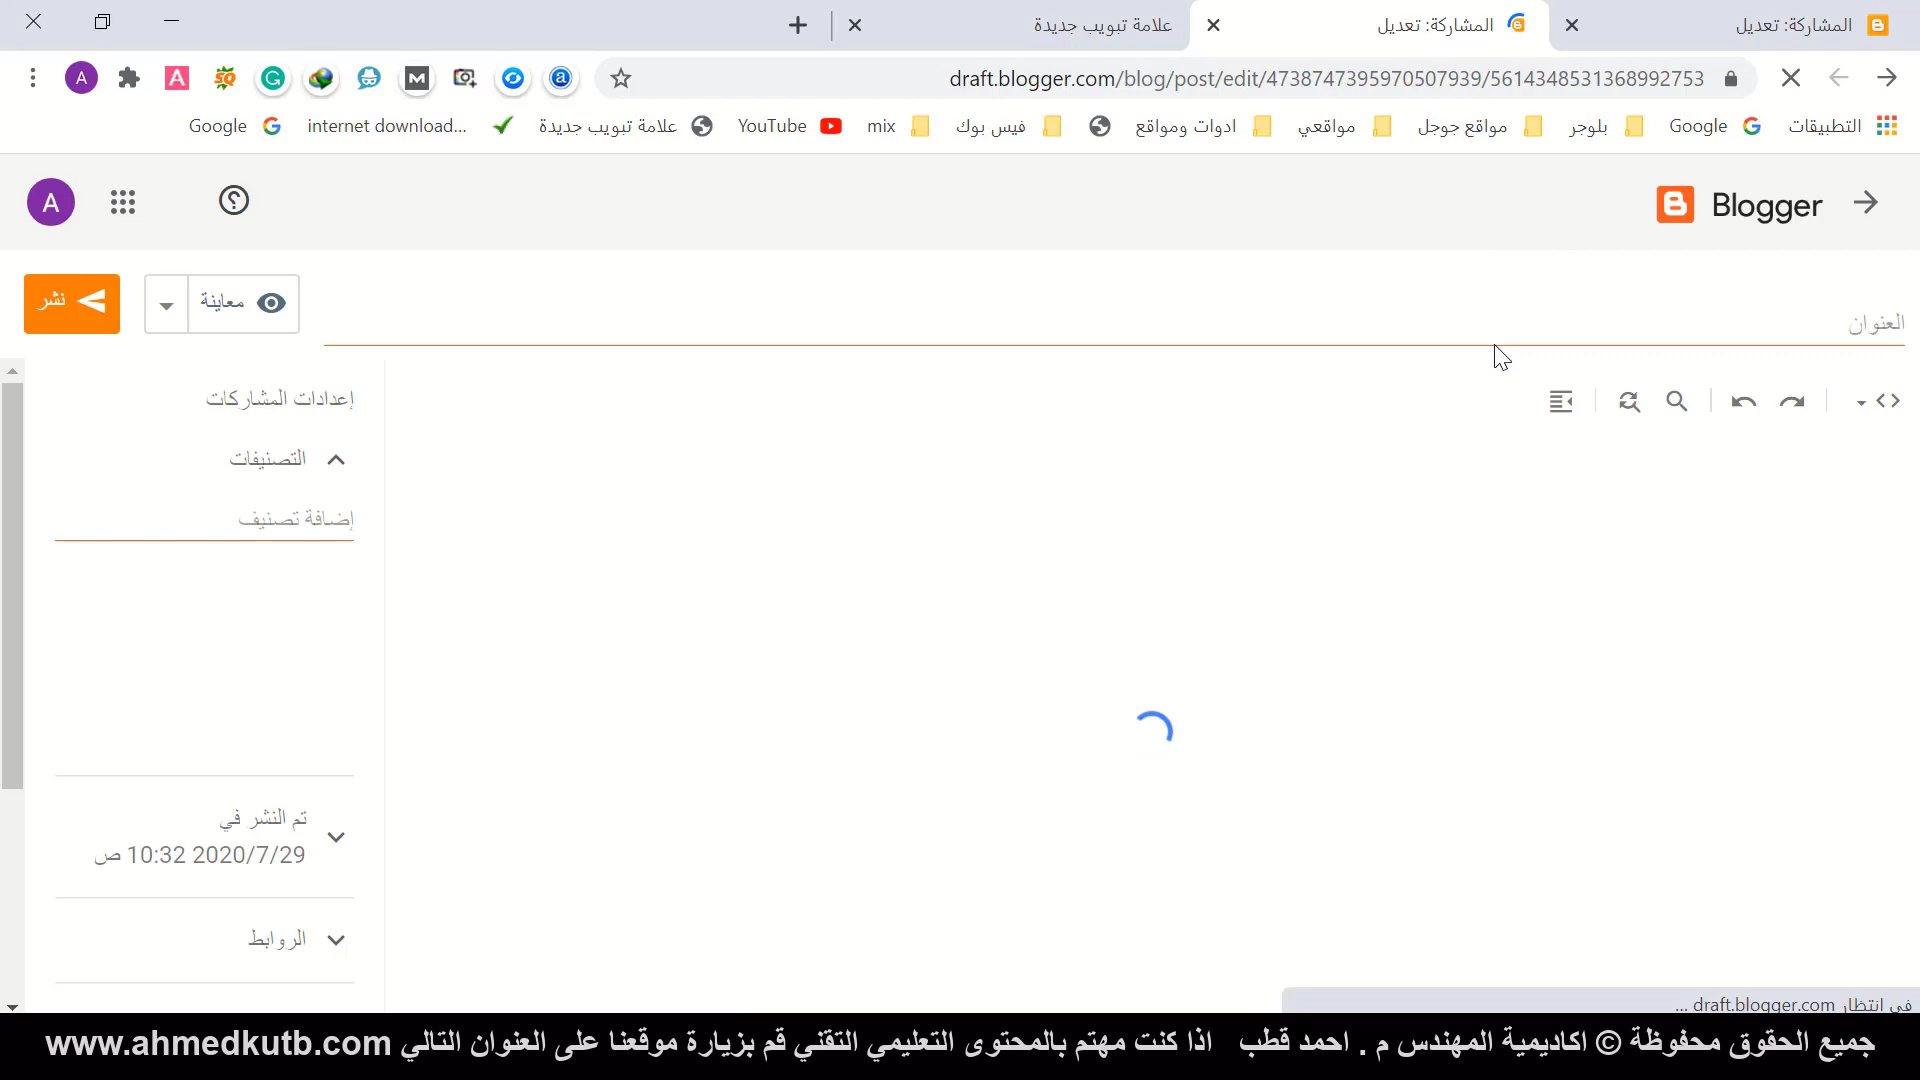 المشاركة: تعديل
المشاركة: تعديل
علامة تبويب جديدة
draft.blogger.com/blog/post/edit/4738747395970507939/5614348531368992753
A
التطبيقات
Google
بلوجر
مواقع جوجل
مواقعي
ادوات ومواقع
فيس بوك
mix
YouTube
علامة تبويب جديدة
internet download...
Google
Blogger
A
العنوان
معاينة
نشر
إعدادات المشاركات
التصنيفات
إضافة تصنيف
تم النشر في
2020/7/29 10:32 ص
الروابط
في انتظار draft.blogger.com ...
جميع الحقوق محفوظة © اكاديمية المهندس م . احمد قطب اذا كنت مهتم بالمحتوى التعليمي التقني قم بزيارة موقعنا على العنوان التالي www.ahmedkutb.com